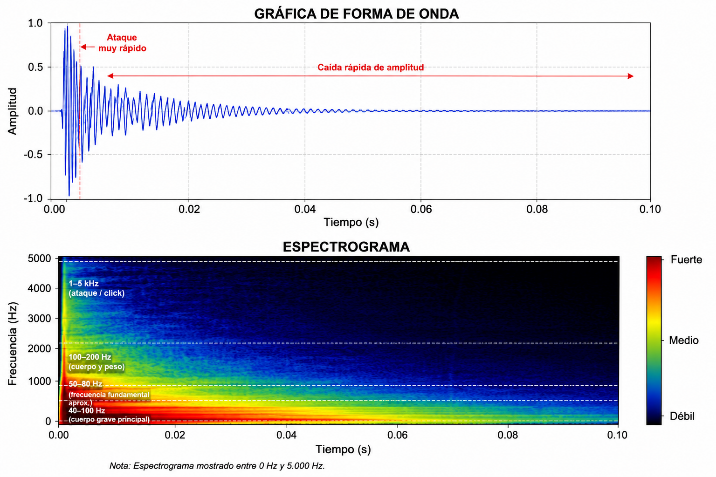 GRÁFICA DE FORMA DE ONDA
1.0
0.5
0.0
-0.5
-1.0
Amplitud
Ataque
muy rápido
Caída rápida de amplitud
0.00 0.02 0.04 0.06 0.08 0.10
Tiempo (s)
ESPECTROGRAMA
5000
4000
3000
2000
1000
0
Frecuencia (Hz)
1–5 kHz
(ataque / click)
100–200 Hz
(cuerpo y peso)
50–80 Hz
(frecuencia fundamental
aprox.)
40–100 Hz
(cuerpo grave principal)
0.00 0.02 0.04 0.06 0.08 0.10
Tiempo (s)
Fuerte
Medio
Débil
Nota: Espectrograma mostrado entre 0 Hz y 5.000 Hz.